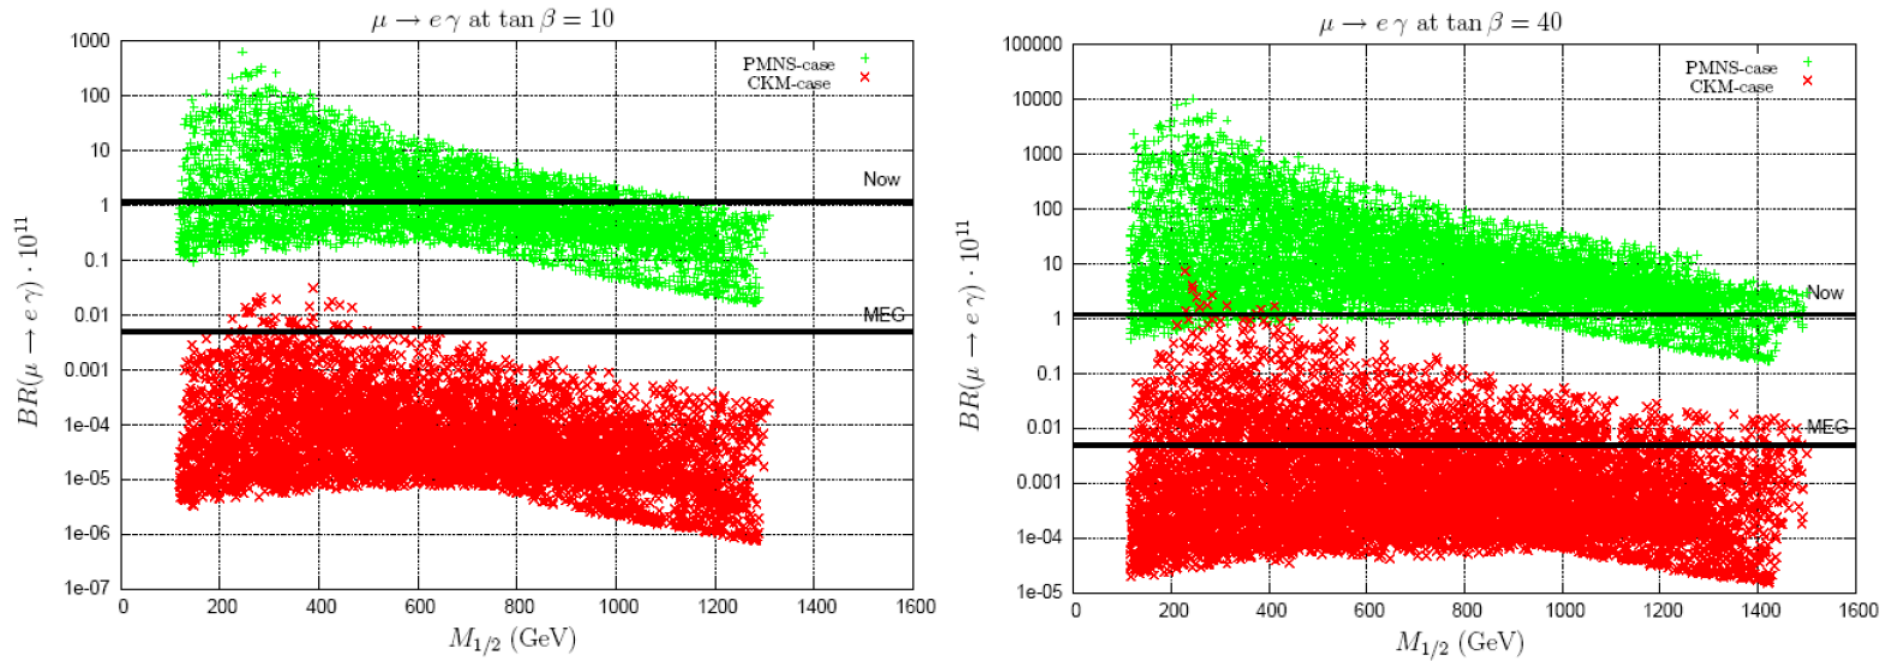 μ → e γ at tan β = 10
1000
100
10
1
0.1
0.01
0.001
1e-04
1e-05
1e-06
1e-07
0 200 400 600 800 1000 1200 1400 1600
BR(μ → e γ) · 10¹¹
M₁/₂ (GeV)
PMNS-case
CKM-case
Now
MEG
μ → e γ at tan β = 40
100000
10000
1000
100
10
1
0.1
0.01
0.001
1e-04
1e-05
0 200 400 600 800 1000 1200 1400 1600
BR(μ → e γ) · 10¹¹
M₁/₂ (GeV)
PMNS-case
CKM-case
Now
MEG